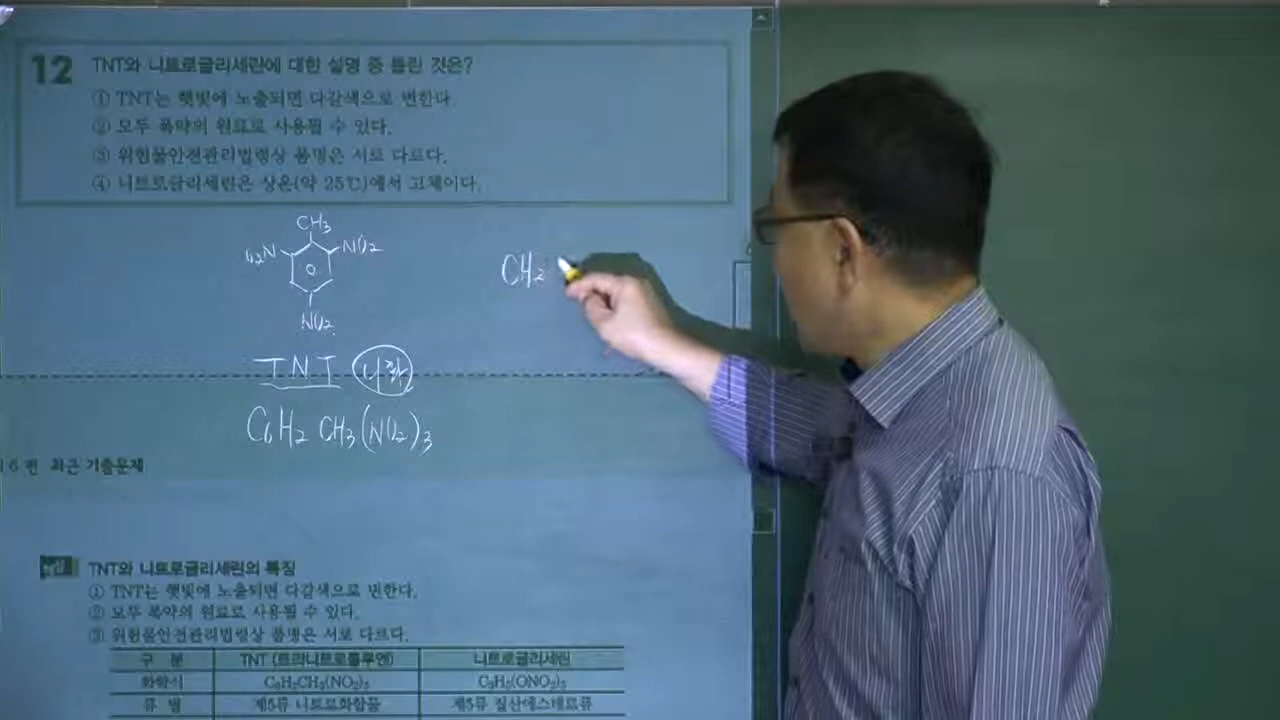 12 TNT와 니트로글리세린에 대한 설명 중 틀린 것은?
① TNT는 햇빛에 노출되면 다갈색으로 변한다.
② 모두 폭약의 원료로 사용될 수 있다.
③ 위험물안전관리법령상 품명은 서로 다르다.
④ 니트로글리세린은 상온(약 25℃)에서 고체이다.
CH₃
O₂N NO₂
NO₂
CH₂
TNT
C₆H₂CH₃(NO₂)₃
6번 최근 기출문제
해설 TNT와 니트로글리세린의 특징
① TNT는 햇빛에 노출되면 다갈색으로 변한다.
② 모두 폭약의 원료로 사용될 수 있다.
③ 위험물안전관리법령상 품명은 서로 다르다.
구 분 TNT (트리니트로톨루엔) 니트로글리세린
화학식 C₆H₂CH₃(NO₂)₃ C₃H₅(ONO₂)₃
류 별 제5류 니트로화합물 제5류 질산에스테르류